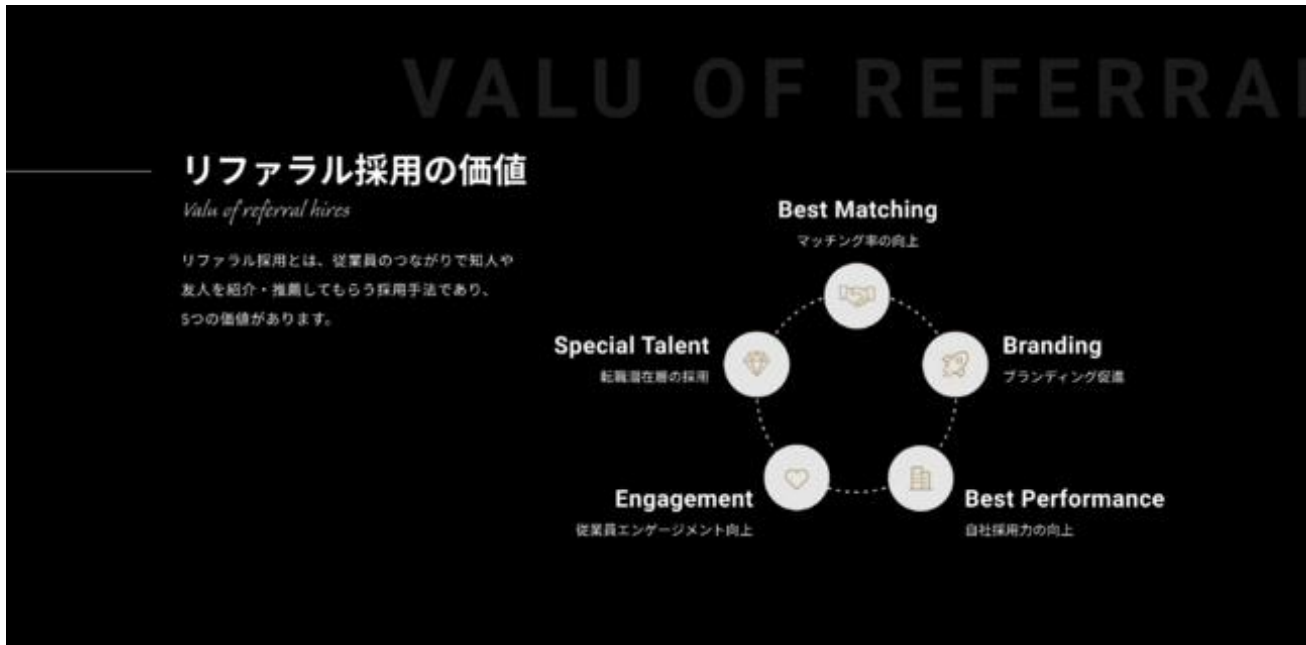 VALU OF REFERRAL
リファラル採用の価値
Valu of referral hires
リファラル採用とは、従業員のつながりで知人や
友人を紹介・推薦してもらう採用手法であり、
5つの価値があります。
Best Matching
マッチング率の向上
Special Talent
転職潜在層の採用
Branding
ブランディング促進
Engagement
従業員エンゲージメント向上
Best Performance
自社採用力の向上